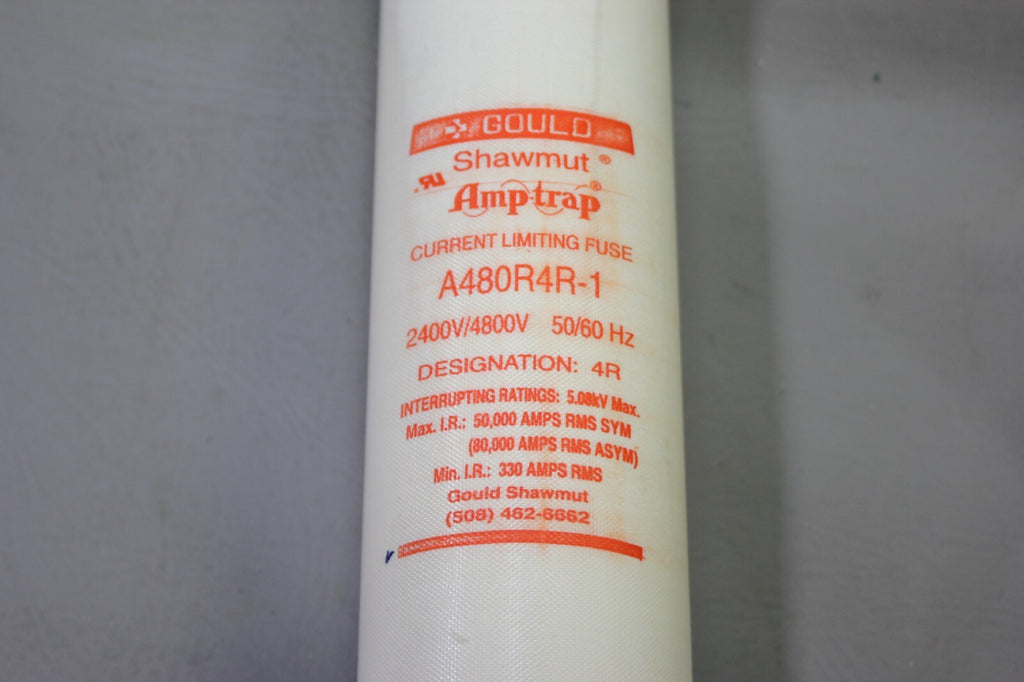 GOULD
Shawmut®
Amp-trap®
CURRENT LIMITING FUSE
A480R4R-1
2400V/4800V 50/60 Hz
DESIGNATION: 4R
INTERRUPTING RATINGS: 5.08kV Max.
Max. I.R.: 50,000 AMPS RMS SYM
(80,000 AMPS RMS ASYM)
Min. I.R.: 330 AMPS RMS
Gould Shawmut
(508) 462-6662